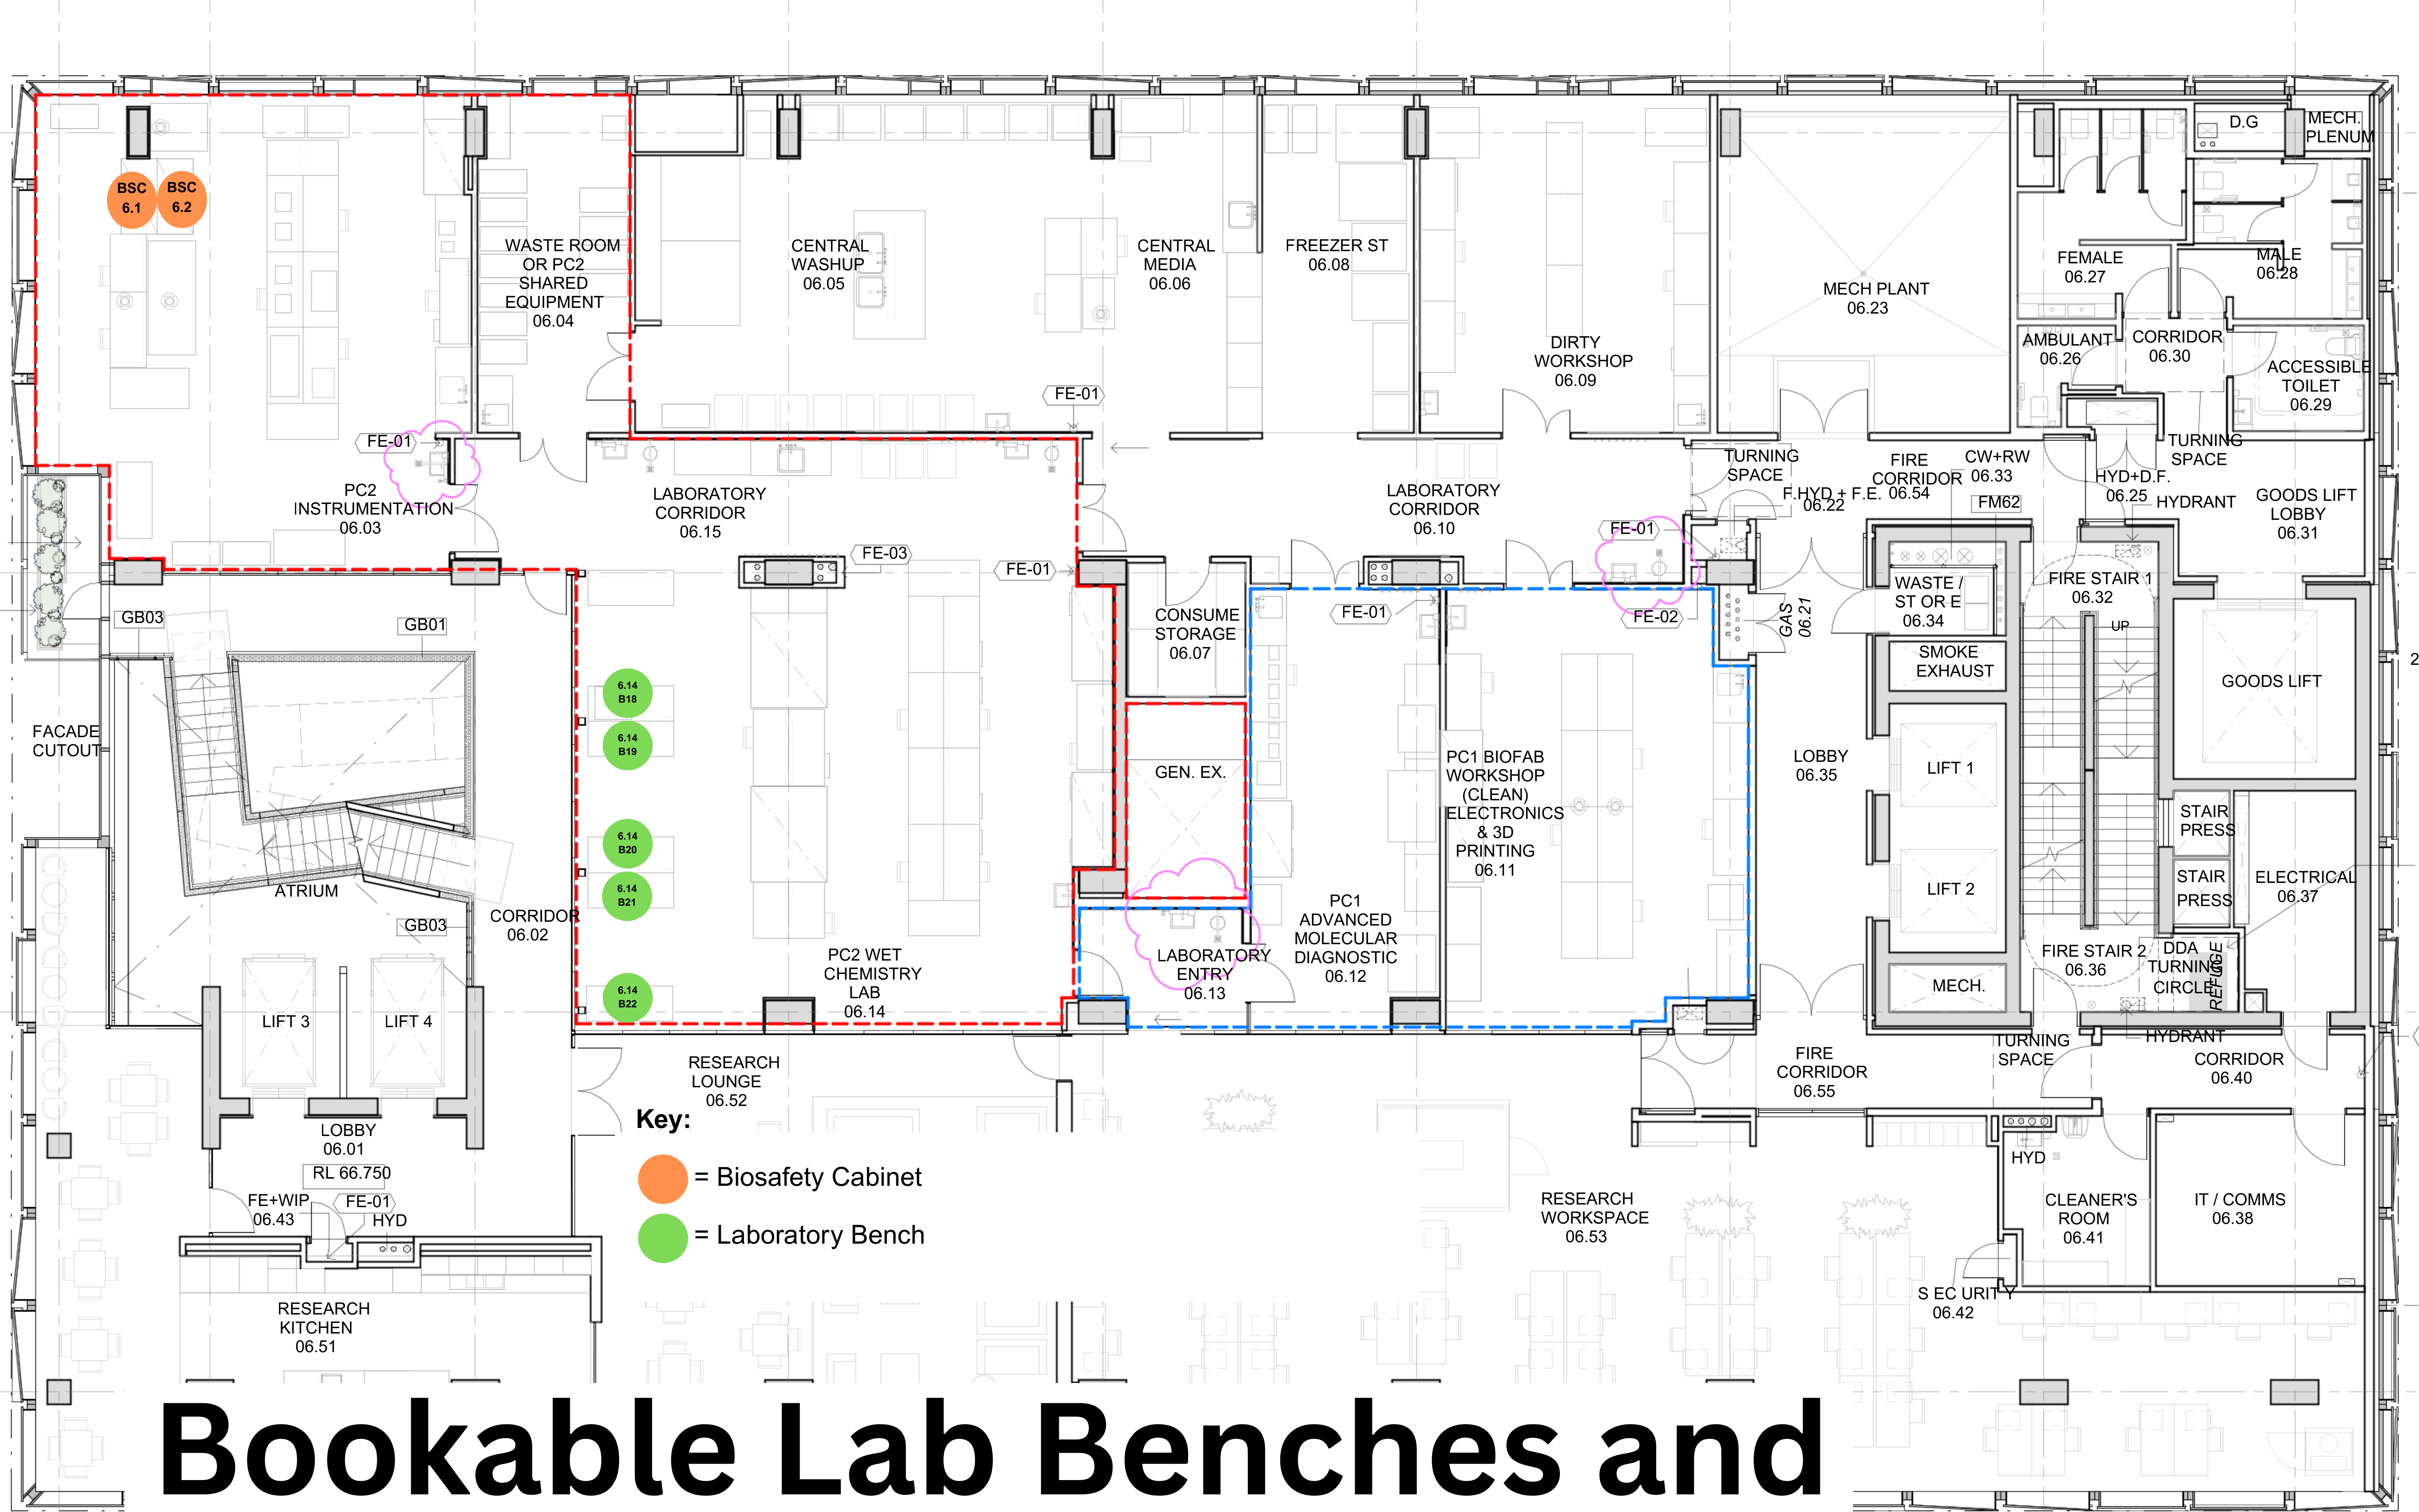 D.G
MECH.
PLENUM
BSC
6.1
BSC
6.2
WASTE ROOM
OR PC2
SHARED
EQUIPMENT
06.04
CENTRAL
WASHUP
06.05
CENTRAL
MEDIA
06.06
FREEZER ST
06.08
DIRTY
WORKSHOP
06.09
MECH PLANT
06.23
FEMALE
06.27
MALE
06.28
AMBULANT
06.26
CORRIDOR
06.30
ACCESSIBLE
TOILET
06.29
FE-01
FE-01
TURNING
SPACE
PC2
INSTRUMENTATION
06.03
LABORATORY
CORRIDOR
06.15
LABORATORY
CORRIDOR
06.10
TURNING
SPACE
FIRE
CORRIDOR
06.54
CW+RW
06.33
F.HYD + F.E.
06.22
FM62
HYD+D.F.
06.25
HYDRANT
GOODS LIFT
LOBBY
06.31
FE-01
FE-03
FE-01
GB03
GB01
CONSUME
STORAGE
06.07
FE-01
FE-02
GAS
06.21
WASTE /
ST OR E
06.34
SMOKE
EXHAUST
FIRE STAIR 1
06.32
UP
GOODS LIFT
2
FACADE
CUTOUT
6.14
B18
6.14
B19
6.14
B20
6.14
B21
6.14
B22
GEN. EX.
PC1 BIOFAB
WORKSHOP
(CLEAN)
ELECTRONICS
& 3D
PRINTING
06.11
LOBBY
06.35
LIFT 1
LIFT 2
STAIR
PRESS
STAIR
PRESS
ELECTRICAL
06.37
ATRIUM
GB03
CORRIDOR
06.02
PC2 WET
CHEMISTRY
LAB
06.14
LABORATORY
ENTRY
06.13
PC1
ADVANCED
MOLECULAR
DIAGNOSTIC
06.12
MECH.
FIRE STAIR 2
06.36
DDA
TURNING
CIRCLE
REFUGE
LIFT 3
LIFT 4
HYDRANT
TURNING
SPACE
CORRIDOR
06.40
FIRE
CORRIDOR
06.55
RESEARCH
LOUNGE
06.52
LOBBY
06.01
RL 66.750
FE+WIP
06.43
FE-01
HYD
Key:
= Biosafety Cabinet
= Laboratory Bench
RESEARCH
WORKSPACE
06.53
HYD
CLEANER'S
ROOM
06.41
IT / COMMS
06.38
S EC URIT Y
06.42
RESEARCH
KITCHEN
06.51
Bookable Lab Benches and